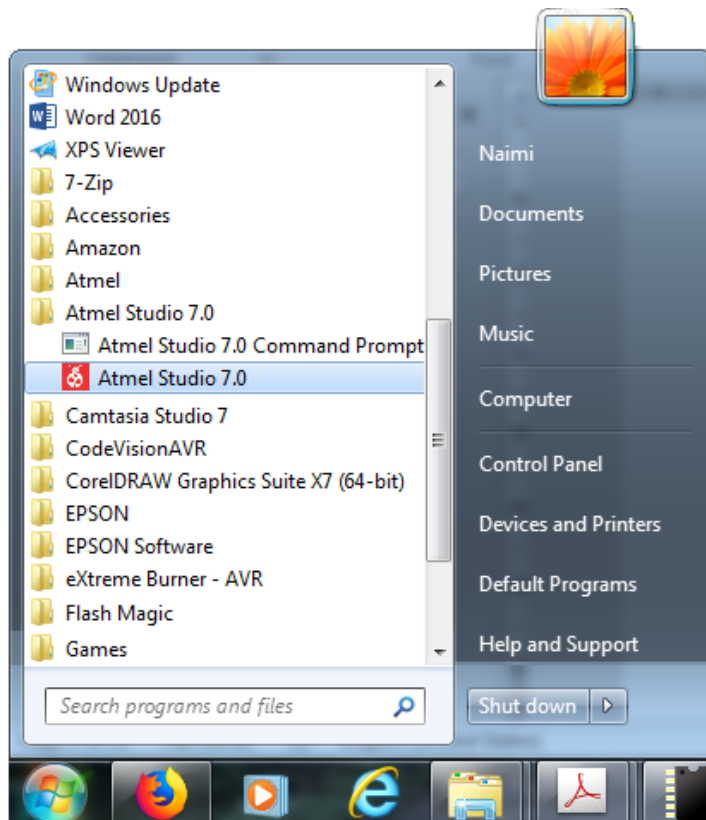 Windows Update
Word 2016
XPS Viewer
7-Zip
Accessories
Amazon
Atmel
Atmel Studio 7.0
Atmel Studio 7.0 Command Prompt
Atmel Studio 7.0
Camtasia Studio 7
CodeVisionAVR
CorelDRAW Graphics Suite X7 (64-bit)
EPSON
EPSON Software
eXtreme Burner - AVR
Flash Magic
Games
Search programs and files
Naimi
Documents
Pictures
Music
Computer
Control Panel
Devices and Printers
Default Programs
Help and Support
Shut down